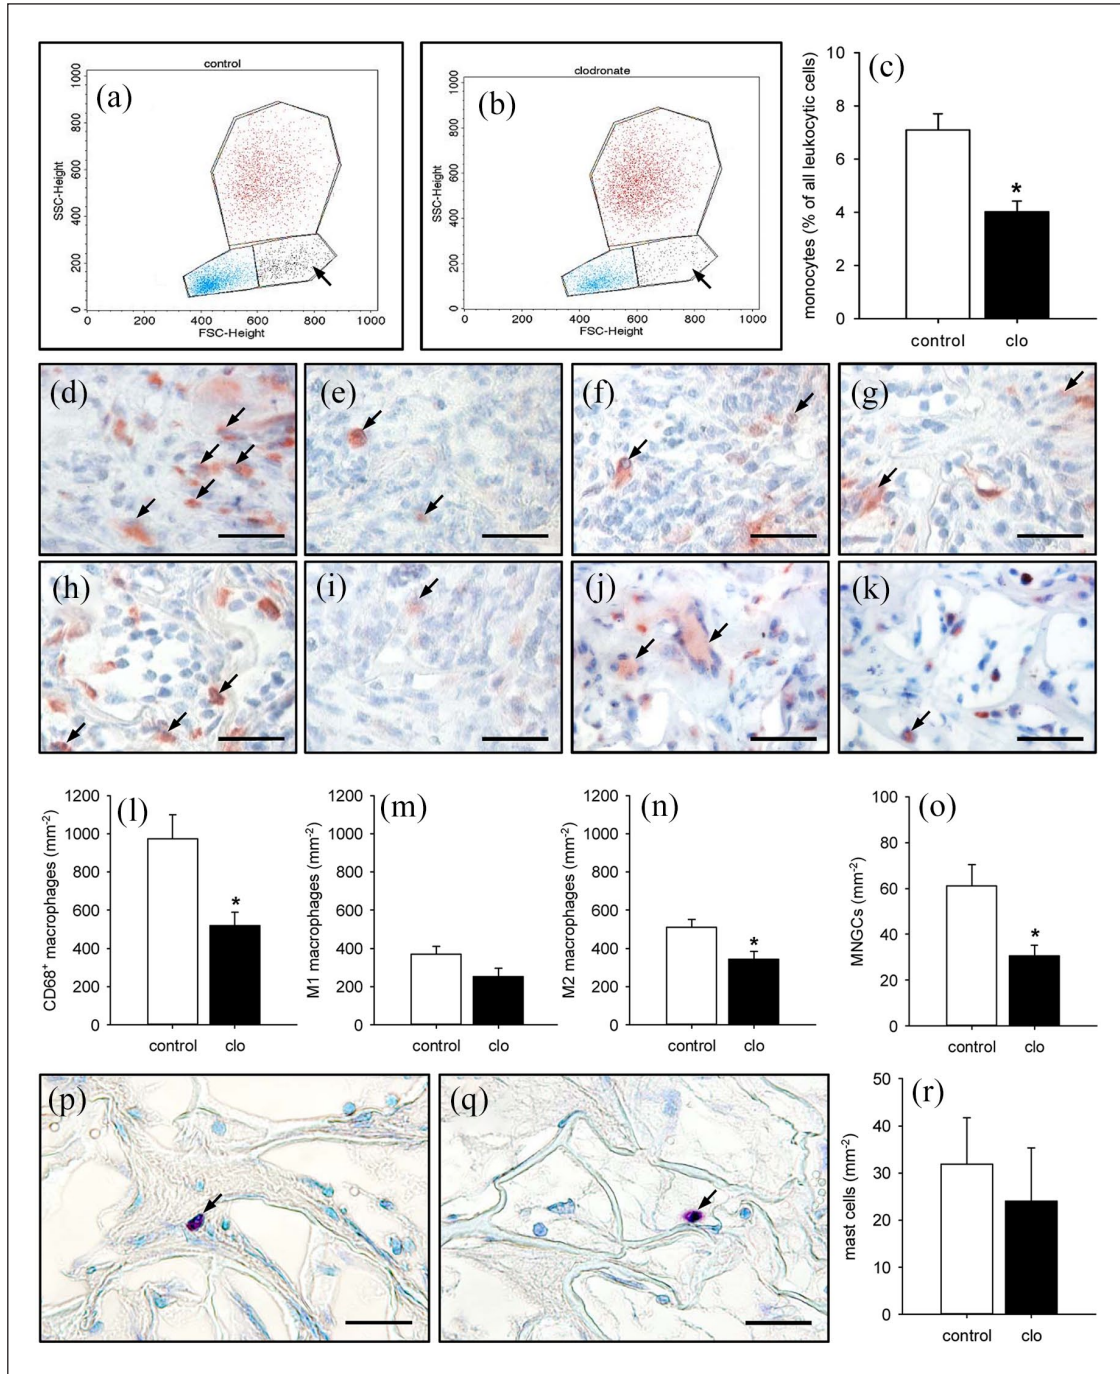 control
(a)
SSC-Height
1000
800
600
400
200
0
0 200 400 600 800 1000
FSC-Height
clodronate
(b)
SSC-Height
1000
800
600
400
200
0
0 200 400 600 800 1000
FSC-Height
(c)
monocytes (% of all leukocytic cells)
10
8
6
4
2
0
*
control clo
(d)
(e)
(f)
(g)
(h)
(i)
(j)
(k)
(l)
CD68⁺ macrophages (mm⁻²)
1200
1000
800
600
400
200
0
*
control clo
(m)
M1 macrophages (mm⁻²)
1200
1000
800
600
400
200
0
control clo
(n)
M2 macrophages (mm⁻²)
1200
1000
800
600
400
200
0
*
control clo
(o)
MNGCs (mm⁻²)
100
80
60
40
20
0
*
control clo
(p)
(q)
(r)
mast cells (mm⁻²)
50
40
30
20
10
0
control clo